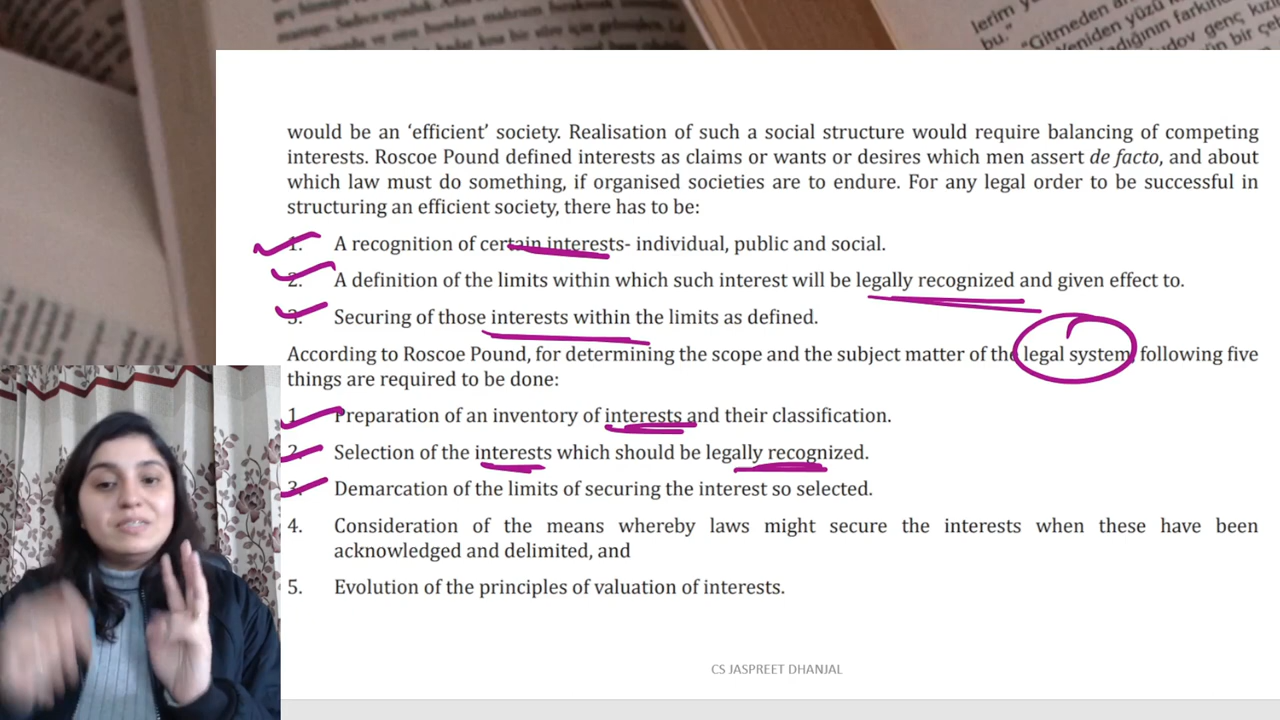 lerim
bu."
"Gitmeden
Yeniden yüzü
farkın
genç kızı
bir
would be an ‘efficient’ society. Realisation of such a social structure would require balancing of competing
interests. Roscoe Pound defined interests as claims or wants or desires which men assert de facto, and about
which law must do something, if organised societies are to endure. For any legal order to be successful in
structuring an efficient society, there has to be:
1. A recognition of certain interests- individual, public and social.
2. A definition of the limits within which such interest will be legally recognized and given effect to.
3. Securing of those interests within the limits as defined.
According to Roscoe Pound, for determining the scope and the subject matter of the legal system, following five
things are required to be done:
1. Preparation of an inventory of interests and their classification.
2. Selection of the interests which should be legally recognized.
3. Demarcation of the limits of securing the interest so selected.
4. Consideration of the means whereby laws might secure the interests when these have been
acknowledged and delimited, and
5. Evolution of the principles of valuation of interests.
CS JASPREET DHANJAL